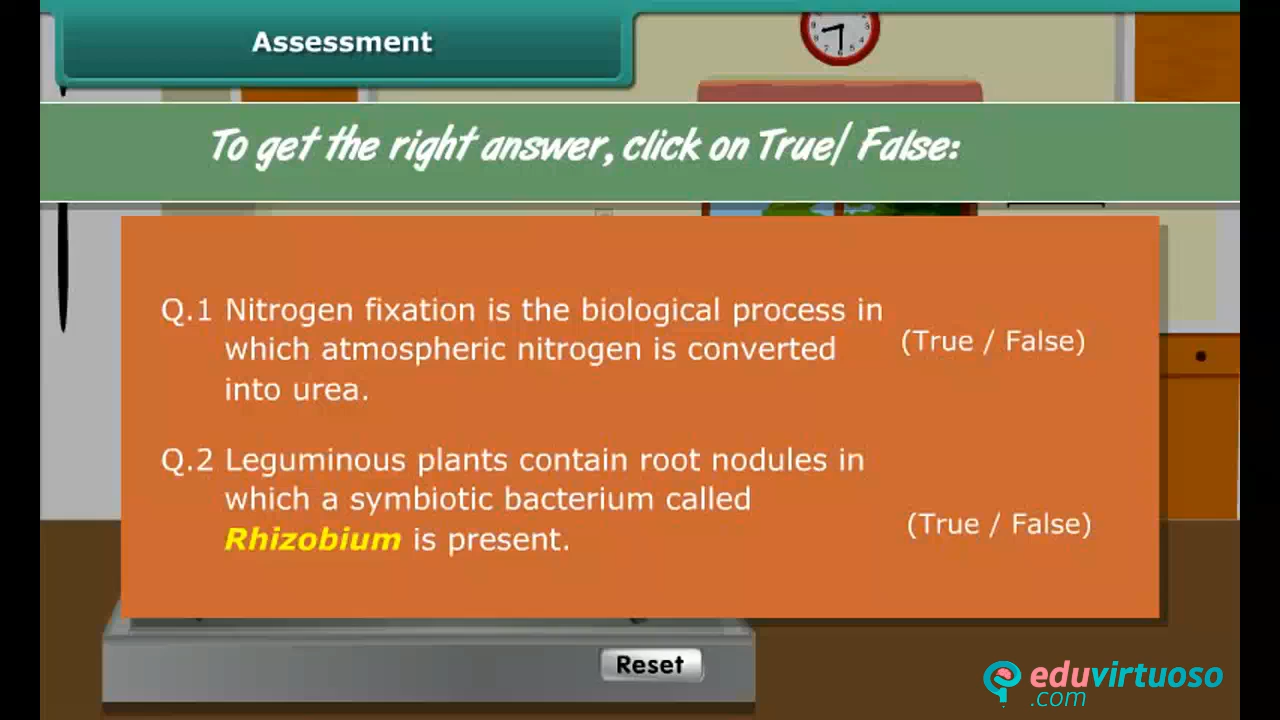 Assessment
To get the right answer, click on True/ False:
Q.1 Nitrogen fixation is the biological process in
which atmospheric nitrogen is converted
into urea.
(True / False)
Q.2 Leguminous plants contain root nodules in
which a symbiotic bacterium called
Rhizobium is present.
(True / False)
Reset
eduvirtuoso
.com